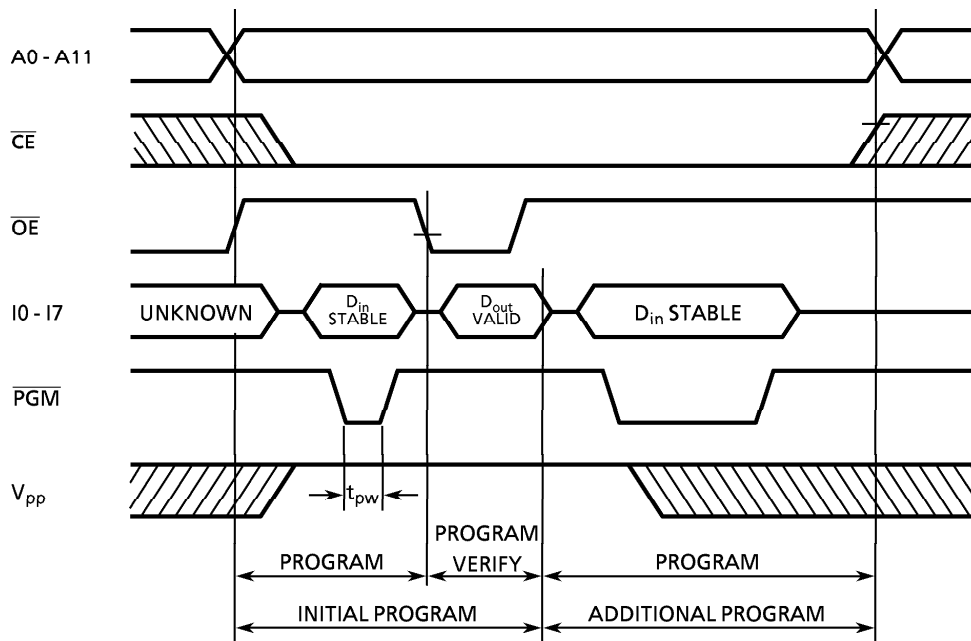 A0 - A11
CE
OE
I0 - I7 UNKNOWN Din STABLE Dout VALID Din STABLE
PGM
Vpp tpw
PROGRAM PROGRAM VERIFY PROGRAM
INITIAL PROGRAM ADDITIONAL PROGRAM